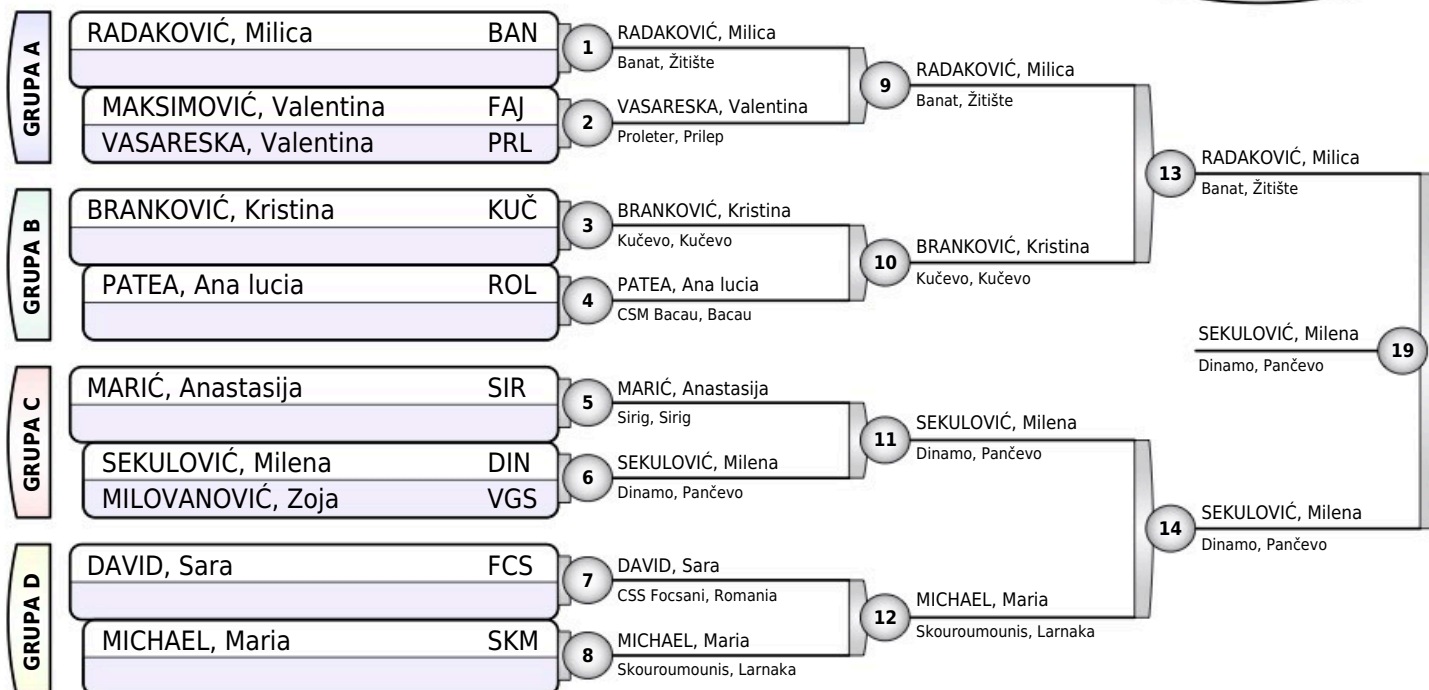 GRUPA A
RADAKOVIĆ, Milica BAN
MAKSIMOVIĆ, Valentina FAJ
VASARESKA, Valentina PRL
1
RADAKOVIĆ, Milica
Banat, Žitište
2
VASARESKA, Valentina
Proleter, Prilep
9
RADAKOVIĆ, Milica
Banat, Žitište
GRUPA B
BRANKOVIĆ, Kristina KUČ
PATEA, Ana lucia ROL
3
BRANKOVIĆ, Kristina
Kučevo, Kučevo
4
PATEA, Ana lucia
CSM Bacau, Bacau
10
BRANKOVIĆ, Kristina
Kučevo, Kučevo
13
RADAKOVIĆ, Milica
Banat, Žitište
GRUPA C
MARIĆ, Anastasija SIR
SEKULOVIĆ, Milena DIN
MILOVANOVIĆ, Zoja VGS
5
MARIĆ, Anastasija
Sirig, Sirig
6
SEKULOVIĆ, Milena
Dinamo, Pančevo
11
SEKULOVIĆ, Milena
Dinamo, Pančevo
GRUPA D
DAVID, Sara FCS
MICHAEL, Maria SKM
7
DAVID, Sara
CSS Focsani, Romania
8
MICHAEL, Maria
Skouroumounis, Larnaka
12
MICHAEL, Maria
Skouroumounis, Larnaka
14
SEKULOVIĆ, Milena
Dinamo, Pančevo
SEKULOVIĆ, Milena
Dinamo, Pančevo
19